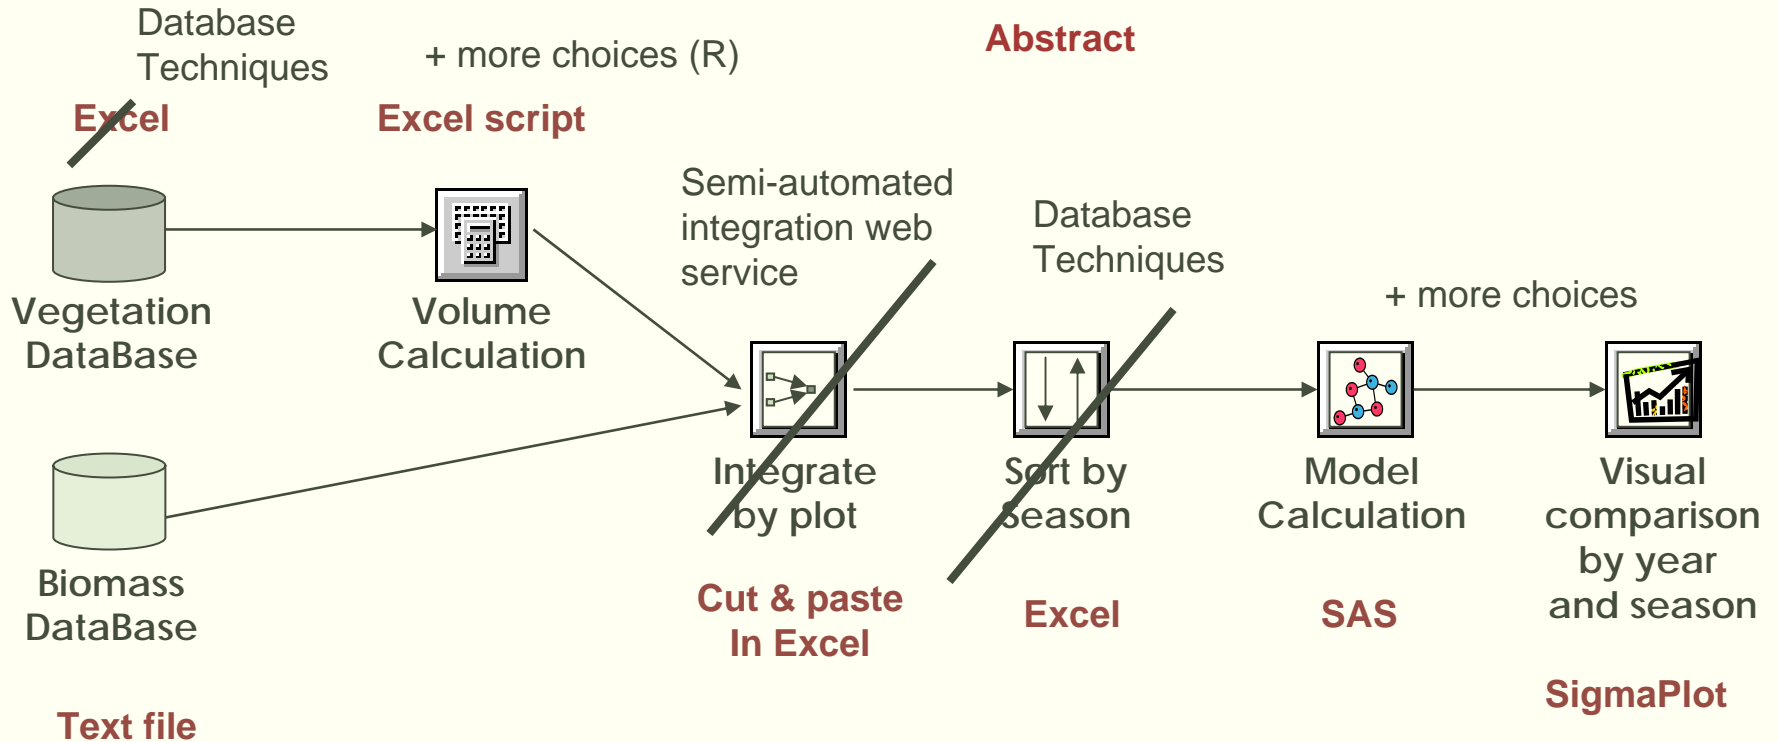 Database
Techniques
+ more choices (R)
Abstract
Excel
Excel script
Semi-automated
integration web
service
Database
Techniques
+ more choices
Vegetation
DataBase
Volume
Calculation
Integrate
by plot
Sort by
Season
Model
Calculation
Visual
comparison
by year
and season
Biomass
DataBase
Cut & paste
In Excel
Excel
SAS
SigmaPlot
Text file